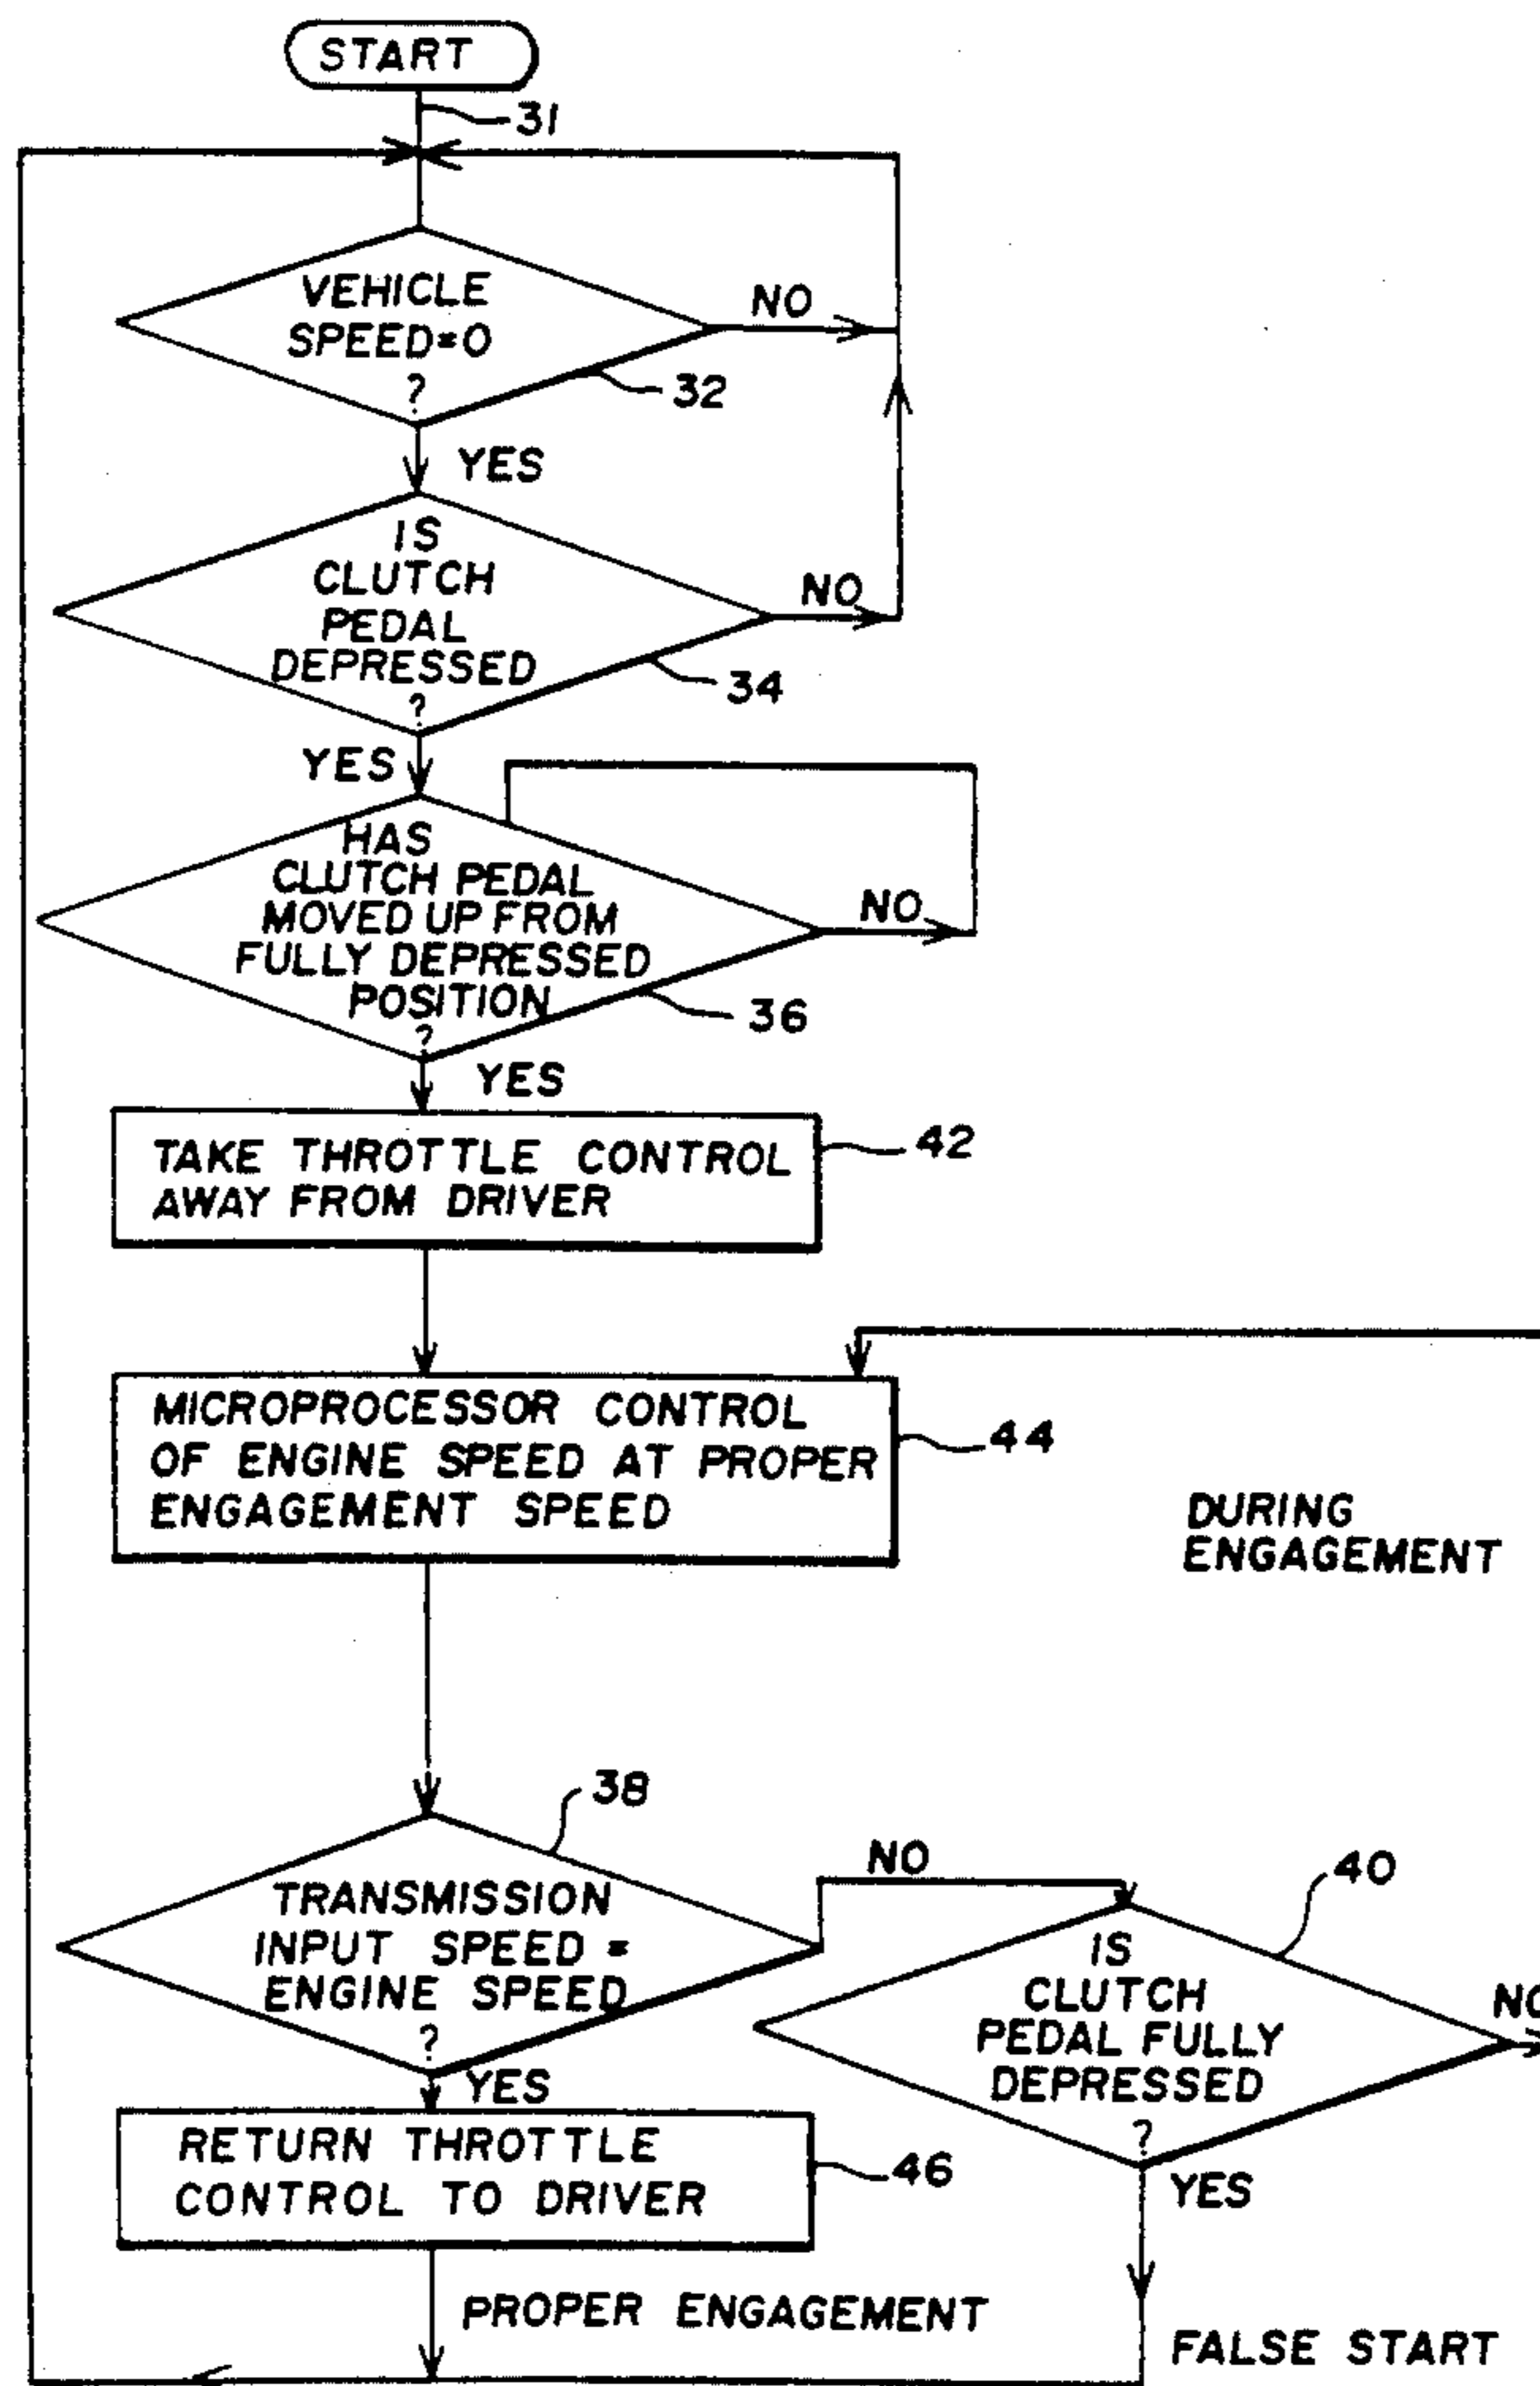 START
31
VEHICLE
SPEED=0
?
NO
32
YES
IS
CLUTCH
PEDAL
DEPRESSED
?
NO
34
YES
HAS
CLUTCH PEDAL
MOVED UP FROM
FULLY DEPRESSED
POSITION
?
NO
36
YES
TAKE THROTTLE CONTROL
AWAY FROM DRIVER
42
MICROPROCESSOR CONTROL
OF ENGINE SPEED AT PROPER
ENGAGEMENT SPEED
44
DURING
ENGAGEMENT
38
TRANSMISSION
INPUT SPEED =
ENGINE SPEED
?
NO
40
IS
CLUTCH
PEDAL FULLY
DEPRESSED
?
NO
YES
YES
RETURN THROTTLE
CONTROL TO DRIVER
46
PROPER ENGAGEMENT
FALSE START